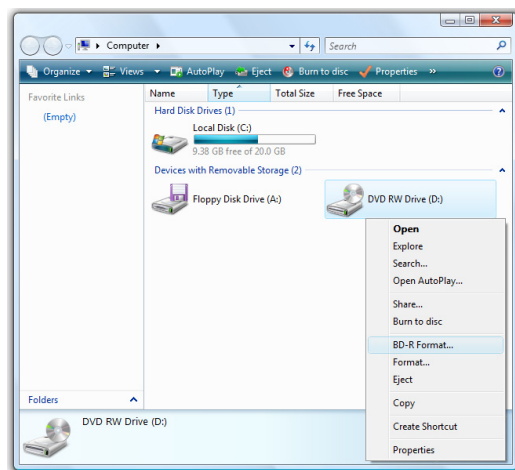 Computer
Search
Organize Views AutoPlay Eject Burn to disc Properties »
Favorite Links
(Empty)
Name Type Total Size Free Space
Hard Disk Drives (1)
Local Disk (C:)
9.38 GB free of 20.0 GB
Devices with Removable Storage (2)
Floppy Disk Drive (A:)
DVD RW Drive (D:)
Open
Explore
Search...
Open AutoPlay...
Share...
Burn to disc
BD-R Format...
Format...
Eject
Copy
Create Shortcut
Properties
Folders
DVD RW Drive (D:)